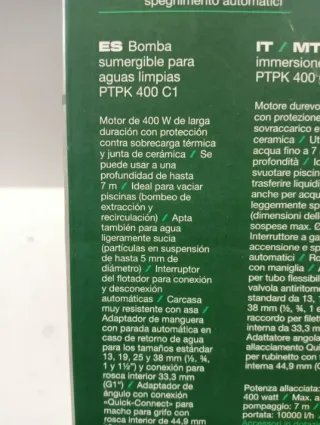 spegnimento automatici
ES Bomba
sumergible para
aguas limpias
PTPK 400 C1
Motor de 400 W de larga
duración con protección
contra sobrecarga térmica
y junta de cerámica / Se
puede usar a una
profundidad de hasta
7 m / Ideal para vaciar
piscinas (bombeo de
extracción y
recirculación) / Apta
también para agua
ligeramente sucia
(partículas en suspensión
de hasta 5 mm de
diámetro) / Interruptor
del flotador para conexión
y desconexión
automáticas / Carcasa
muy resistente con asa /
Adaptador de manguera
con parada automática en
caso de retorno de agua
para los tamaños estándar
13, 19, 25 y 38 mm (½, ¾,
1 y 1½") y conexión para
rosca interior 33,3 mm
(G1") / Adaptador de
ángulo con conexión
«Quick-Connect» para
macho para grifo con
rosca interior de 44,9 mm
IT / MT
immersione
PTPK 400
Motore durevo
con protezione
sovraccarico e
ceramica / Ut
acqua fino a 7
profondità / Id
svuotare piscin
trasferire liquidi
anche per acqu
leggermente sp
(dimensioni delle
sospese max. Ø
Interruttore a ga
accensione e sp
automatici / Ro
con maniglia / A
per tubo flessibil
valvola antiritorno
standard da 13, 1
38 mm (½, ¾, 1 e
raccordo per filett
interna da 33,3 m
Adattatore angola
allacciamento Qui
per rubinetto con f
interna 44,9 mm (G
Potenza allacciata:
400 watt / Max. a
pompaggio: 7 m /
portata: 10000 l/h
Accessori in dotazi